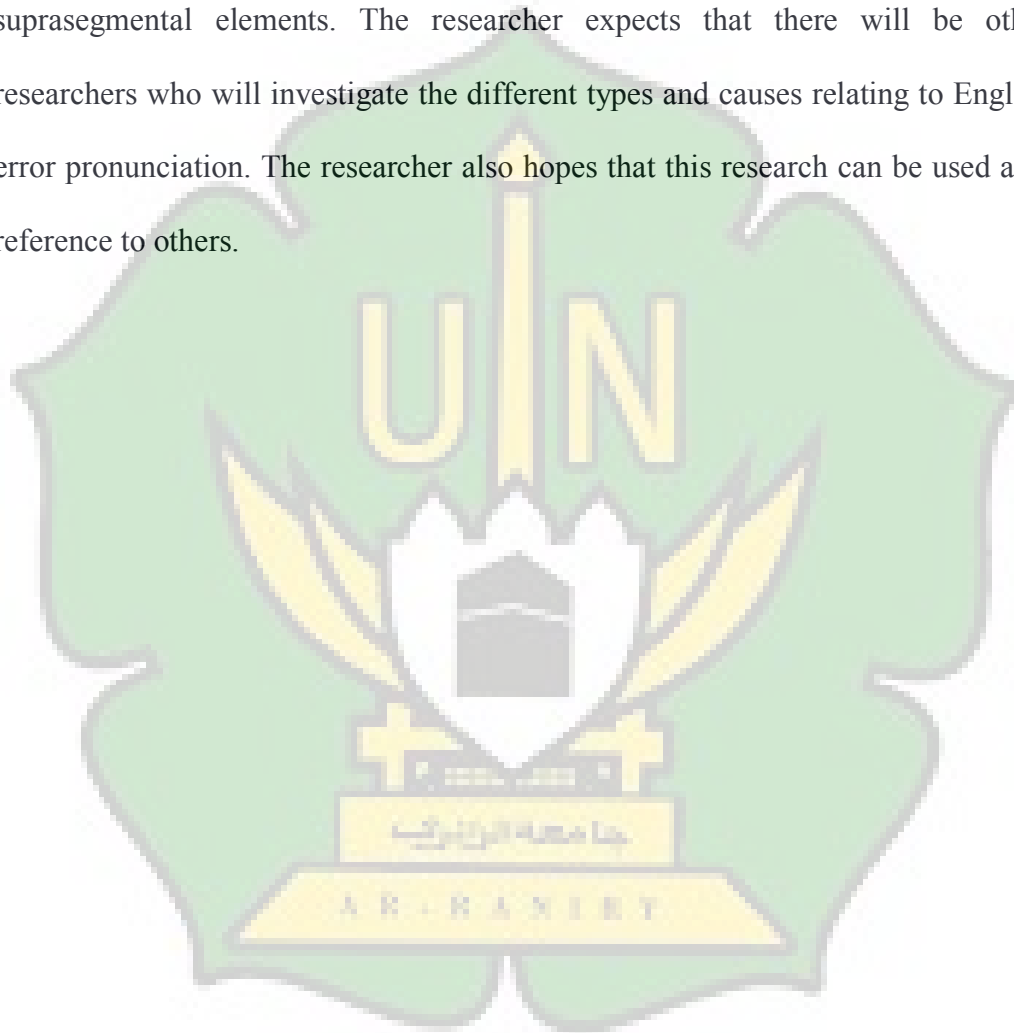 suprasegmental elements. The researcher expects that there will be oth
researchers who will investigate the different types and causes relating to Engl
error pronunciation. The researcher also hopes that this research can be used a
reference to others.
UIN
جامعة الرانيري
AR-RANIRY